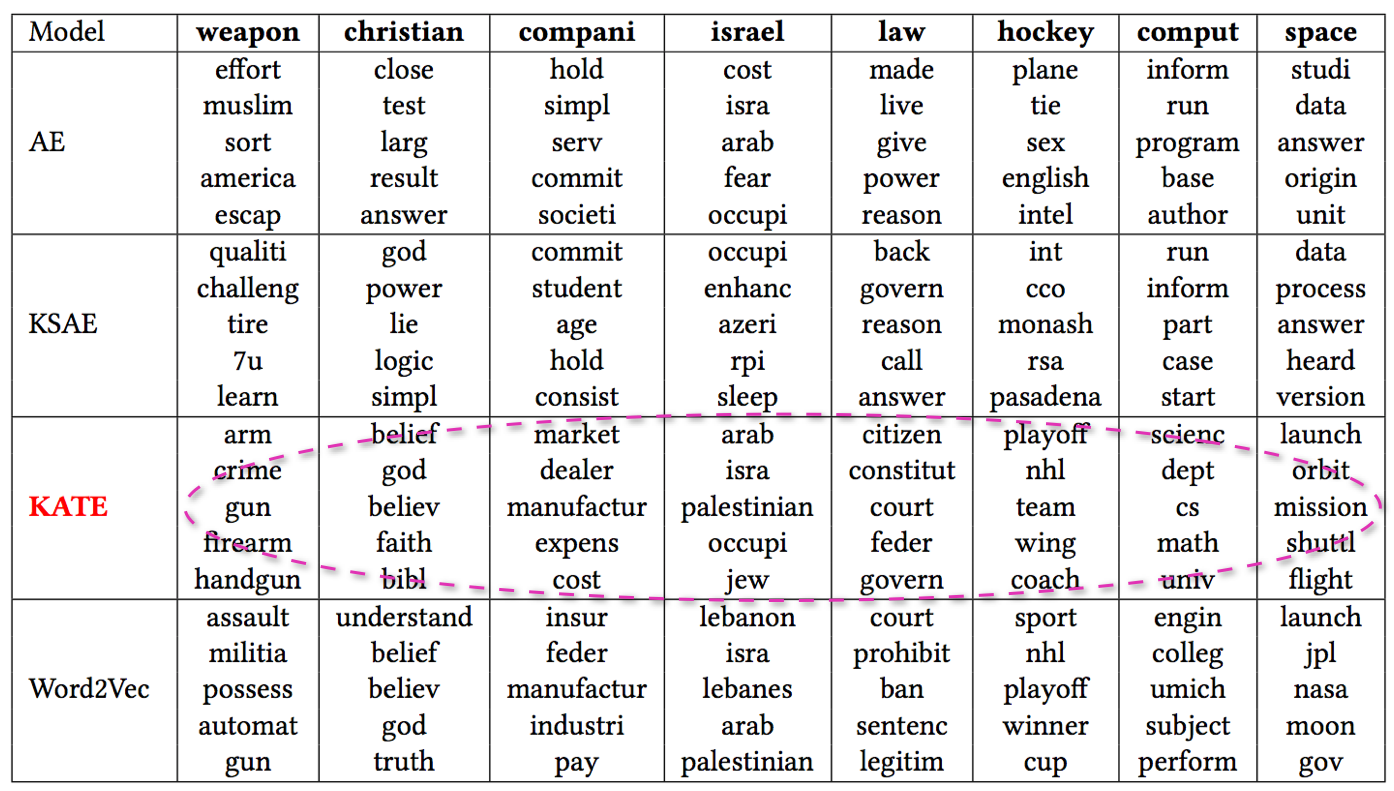 Model weapon christian compani israel law hockey comput space
effort close hold cost made plane inform studi
muslim test simpl isra live tie run data
AE sort larg serv arab give sex program answer
america result commit fear power english base origin
escap answer societi occupi reason intel author unit
qualiti god commit occupi back int run data
challeng power student enhanc govern cco inform process
KSAE tire lie age azeri reason monash part answer
7u logic hold rpi call rsa case heard
learn simpl consist sleep answer pasadena start version
arm belief market arab citizen playoff scienc launch
crime god dealer isra constitut nhl dept orbit
KATE gun believ manufactur palestinian court team cs mission
firearm faith expens occupi feder wing math shuttl
handgun bibl cost jew govern coach univ flight
assault understand insur lebanon court sport engin launch
militia belief feder isra prohibit nhl colleg jpl
Word2Vec possess believ manufactur lebanes ban playoff umich nasa
automat god industri arab sentenc winner subject moon
gun truth pay palestinian legitim cup perform gov